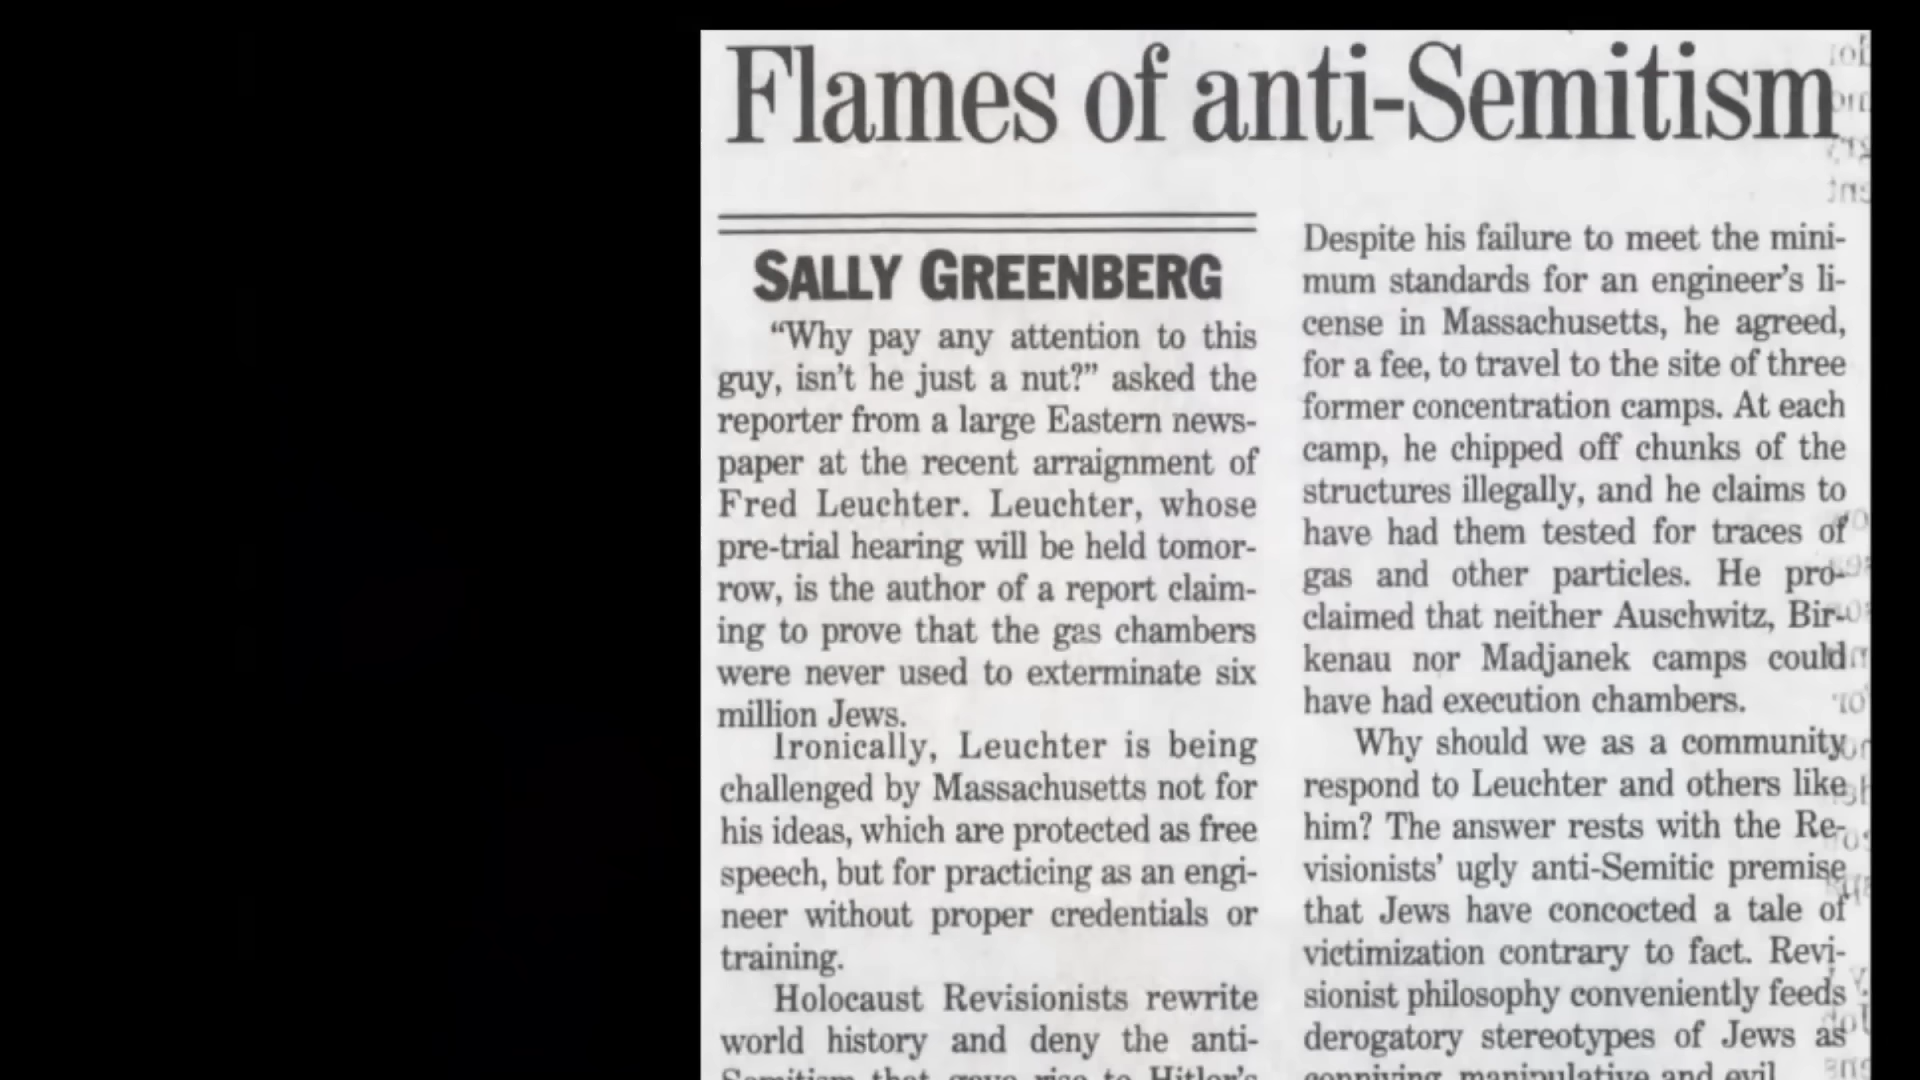 Flames of anti-Semitism
SALLY GREENBERG
“Why pay any attention to this
guy, isn't he just a nut?” asked the
reporter from a large Eastern news-
paper at the recent arraignment of
Fred Leuchter. Leuchter, whose
pre-trial hearing will be held tomor-
row, is the author of a report claim-
ing to prove that the gas chambers
were never used to exterminate six
million Jews.
Ironically, Leuchter is being
challenged by Massachusetts not for
his ideas, which are protected as free
speech, but for practicing as an engi-
neer without proper credentials or
training.
Holocaust Revisionists rewrite
world history and deny the anti-
Semitism that gave rise to Hitler's
Despite his failure to meet the mini-
mum standards for an engineer's li-
cense in Massachusetts, he agreed,
for a fee, to travel to the site of three
former concentration camps. At each
camp, he chipped off chunks of the
structures illegally, and he claims to
have had them tested for traces of
gas and other particles. He pro-
claimed that neither Auschwitz, Bir-
kenau nor Madjanek camps could
have had execution chambers.
Why should we as a community
respond to Leuchter and others like
him? The answer rests with the Re-
visionists' ugly anti-Semitic premise
that Jews have concocted a tale of
victimization contrary to fact. Revi-
sionist philosophy conveniently feeds
derogatory stereotypes of Jews as
conniving, manipulative and evil.